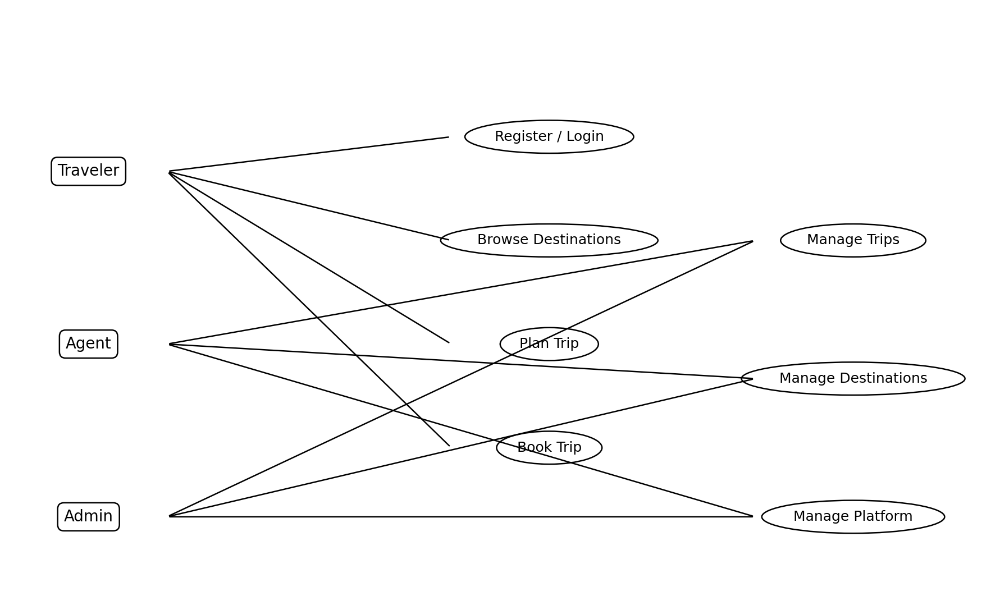 Register / Login
Traveler
Browse Destinations
Manage Trips
Agent
Plan Trip
Manage Destinations
Book Trip
Admin
Manage Platform